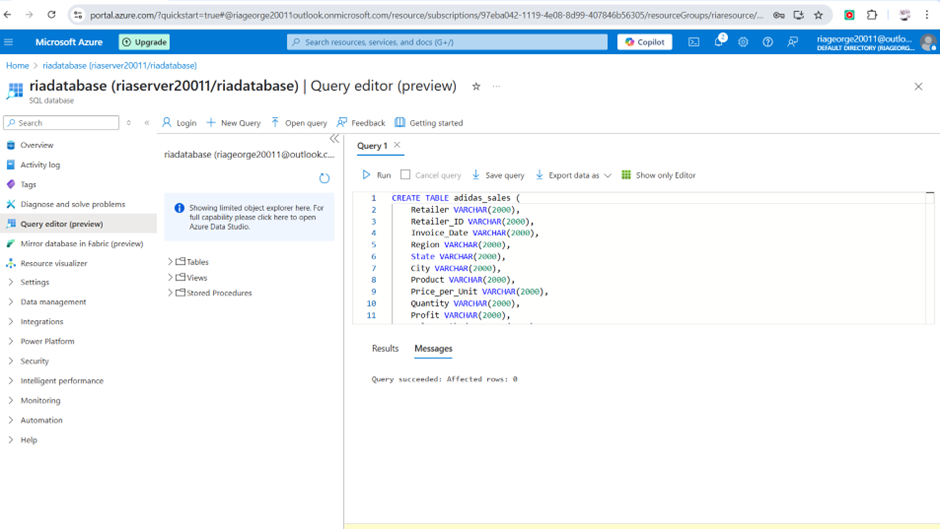 portal.azure.com/?quickstart=true#@riageorge20011outlook.onmicrosoft.com/resource/subscriptions/97eba042-1119-4e08-8d99-407846b56305/resourceGroups/riaresource/...
Microsoft Azure
Upgrade
Search resources, services, and docs (G+/)
Copilot
2
riageorge20011@outlo...
DEFAULT DIRECTORY (RIAGEORG...
Home > riadatabase (riaserver20011/riadatabase)
riadatabase (riaserver20011/riadatabase) | Query editor (preview)
SQL database
Search
Login
New Query
Open query
Feedback
Getting started
Overview
Activity log
Tags
Diagnose and solve problems
Query editor (preview)
Mirror database in Fabric (preview)
Resource visualizer
Settings
Data management
Integrations
Power Platform
Security
Intelligent performance
Monitoring
Automation
Help
riadatabase (riageorge20011@outlook.c...
Showing limited object explorer here. For
full capability please click here to open
Azure Data Studio.
Tables
Views
Stored Procedures
Query 1
Run
Cancel query
Save query
Export data as
Show only Editor
1 CREATE TABLE adidas_sales (
2 Retailer VARCHAR(2000),
3 Retailer_ID VARCHAR(2000),
4 Invoice_Date VARCHAR(2000),
5 Region VARCHAR(2000),
6 State VARCHAR(2000),
7 City VARCHAR(2000),
8 Product VARCHAR(2000),
9 Price_per_Unit VARCHAR(2000),
10 Quantity VARCHAR(2000),
11 Profit VARCHAR(2000),
Results
Messages
Query succeeded: Affected rows: 0